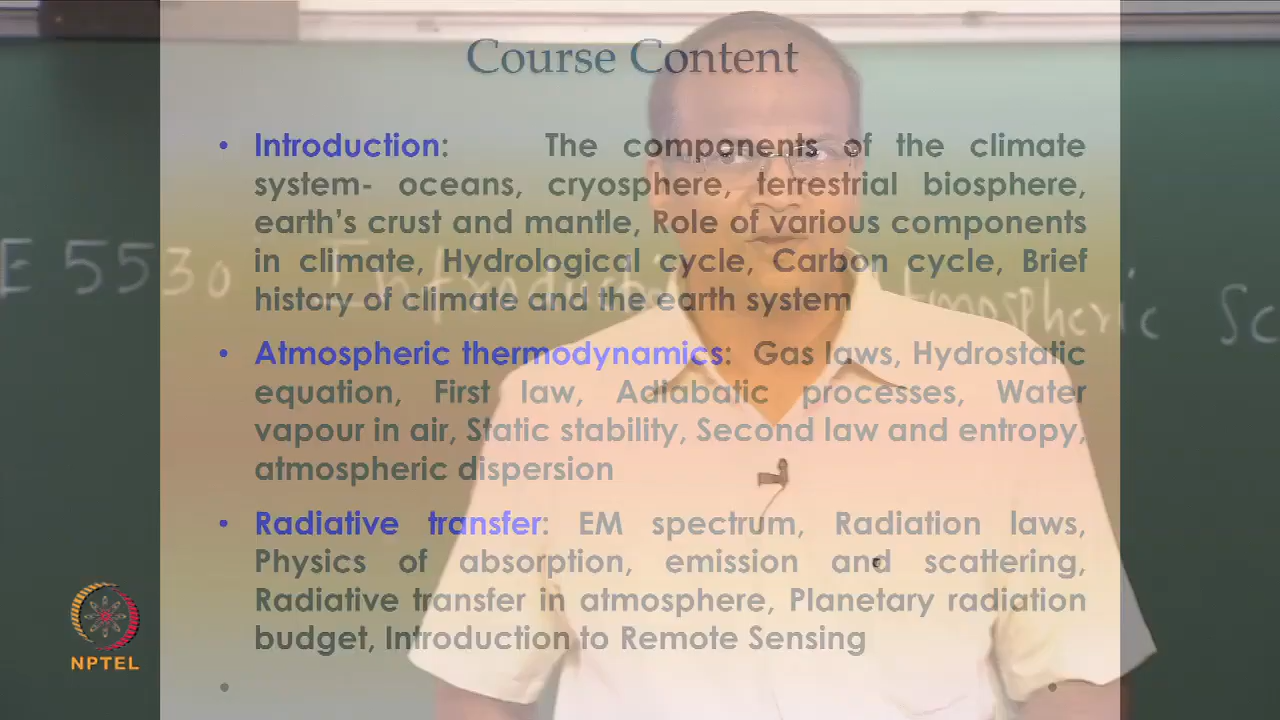 Course Content
• Introduction: The components of the climate
system- oceans, cryosphere, terrestrial biosphere,
earth's crust and mantle, Role of various components
in climate, Hydrological cycle, Carbon cycle, Brief
history of climate and the earth system
• Atmospheric thermodynamics: Gas laws, Hydrostatic
equation, First law, Adiabatic processes, Water
vapour in air, Static stability, Second law and entropy,
atmospheric dispersion
• Radiative transfer: EM spectrum, Radiation laws,
Physics of absorption, emission and scattering,
Radiative transfer in atmosphere, Planetary radiation
budget, Introduction to Remote Sensing
E 5530 Introducti Atmospheric Sc
NPTEL